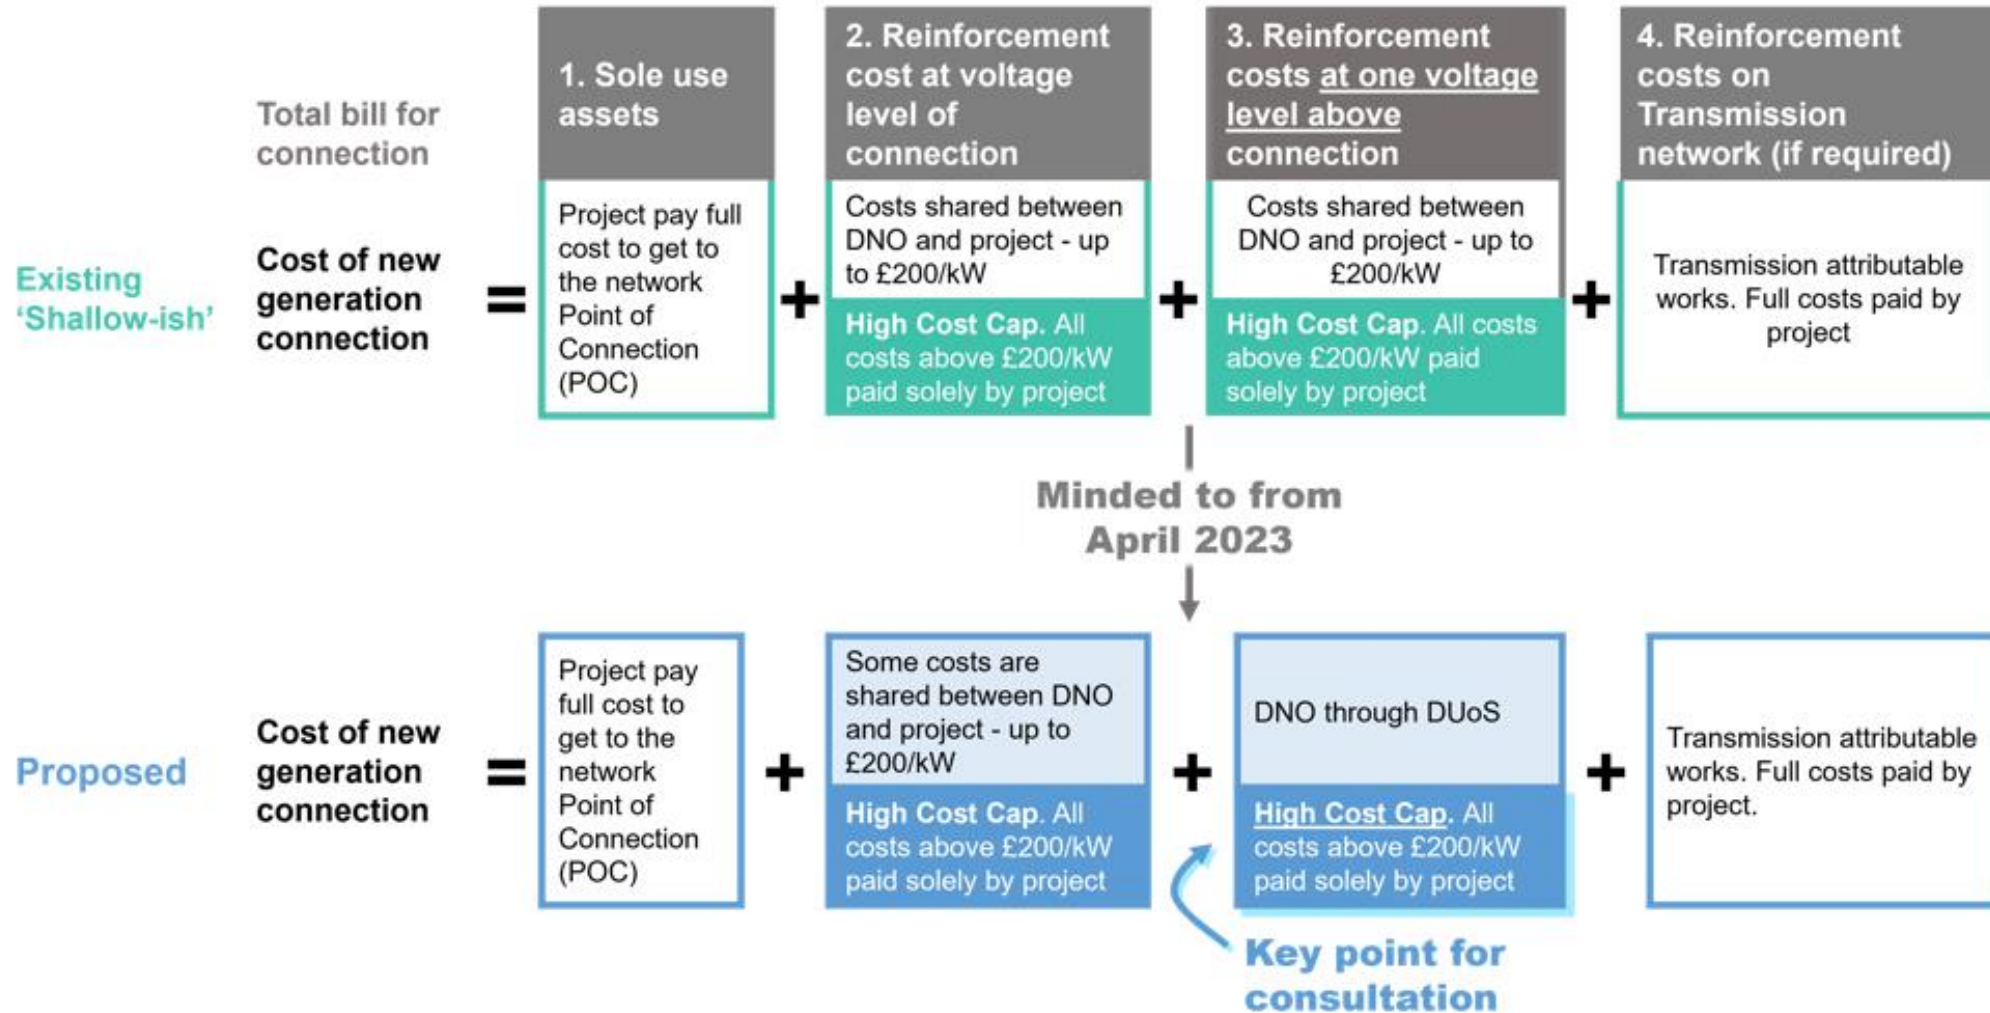 Total bill for
connection
1. Sole use
assets
2. Reinforcement
cost at voltage
level of
connection
3. Reinforcement
costs at one voltage
level above
connection
4. Reinforcement
costs on
Transmission
network (if required)
Existing
‘Shallow-ish’
Cost of new
generation
connection
=
Project pay full
cost to get to
the network
Point of
Connection
(POC)
+
Costs shared between
DNO and project - up
to £200/kW
High Cost Cap. All
costs above £200/kW
paid solely by project
+
Costs shared between
DNO and project - up to
£200/kW
High Cost Cap. All costs
above £200/kW paid
solely by project
+
Transmission attributable
works. Full costs paid by
project
Minded to from
April 2023
Proposed
Cost of new
generation
connection
=
Project pay
full cost to
get to the
network
Point of
Connection
(POC)
+
Some costs are
shared between DNO
and project - up to
£200/kW
High Cost Cap. All
costs above £200/kW
paid solely by project
+
DNO through DUoS
High Cost Cap. All
costs above £200/kW
paid solely by project
+
Transmission attributable
works. Full costs paid by
project.
Key point for
consultation